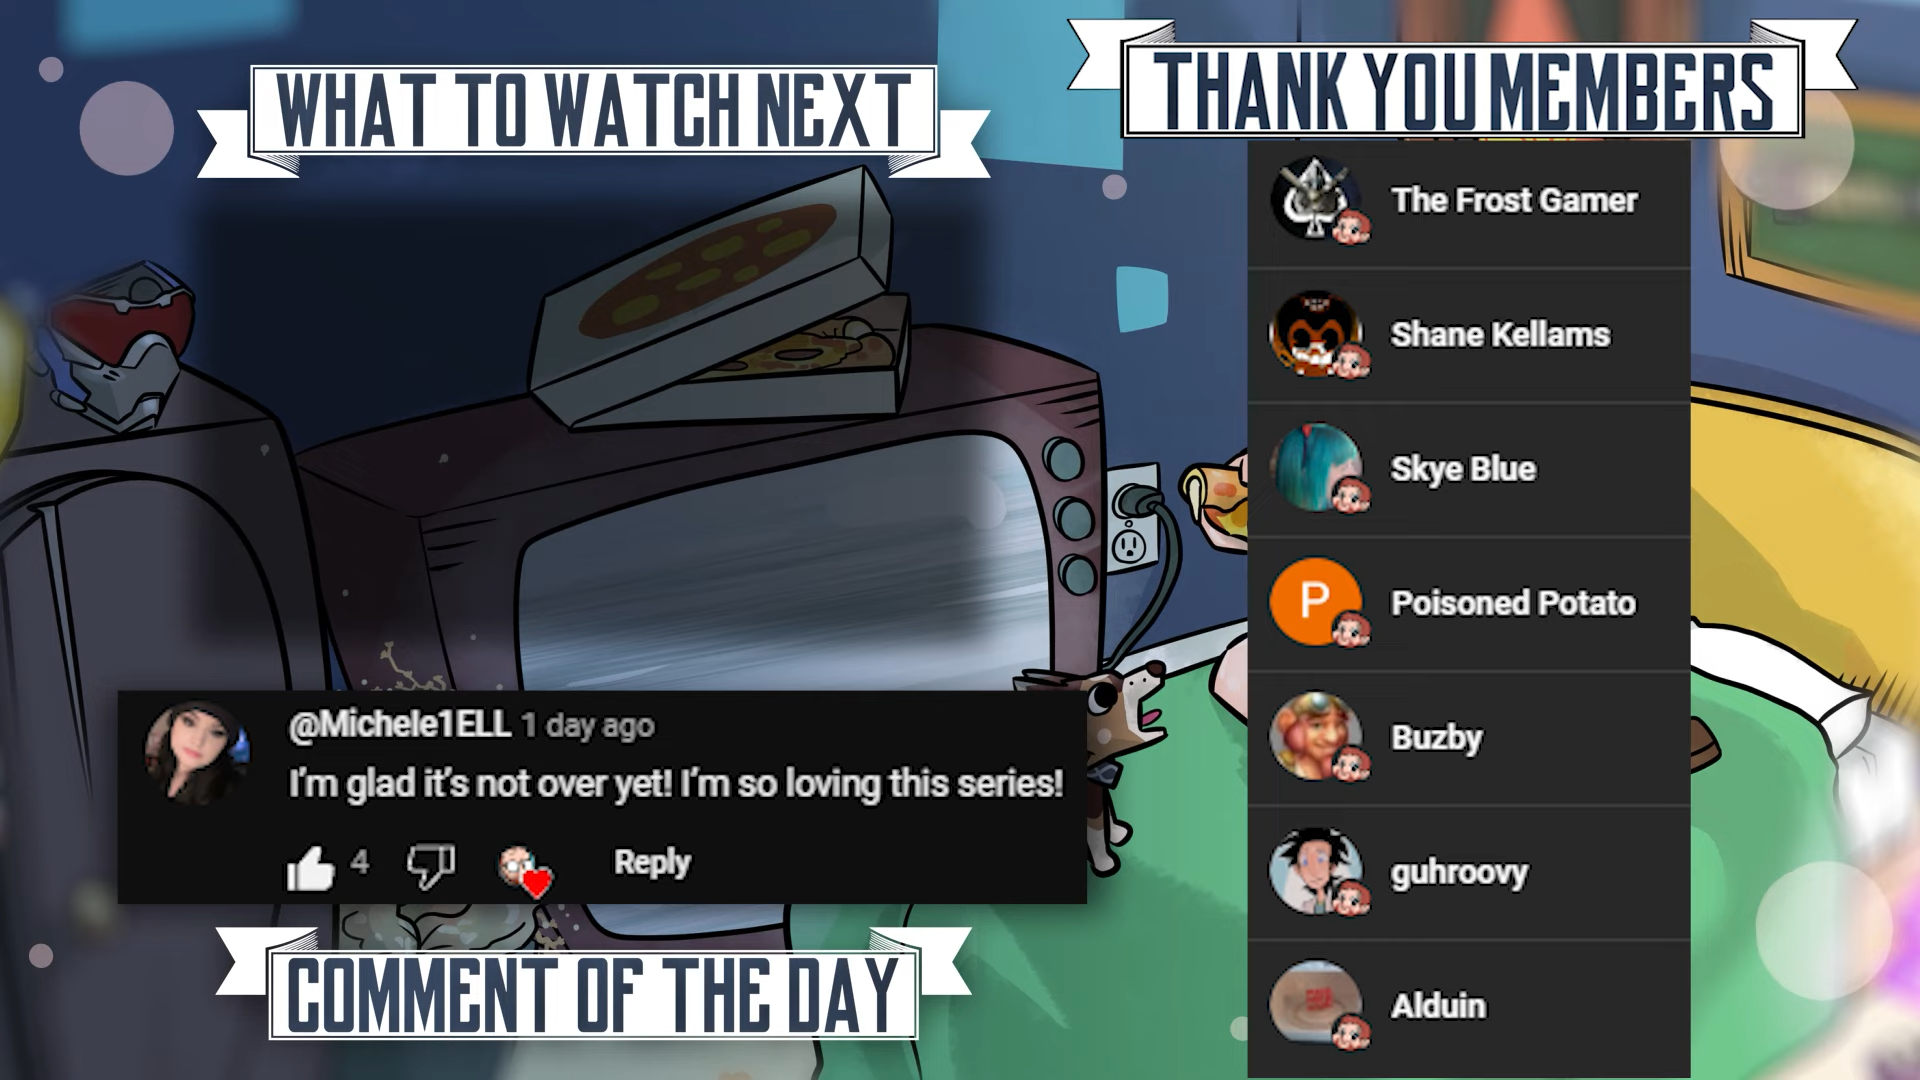 WHAT TO WATCH NEXT
@Michele1ELL 1 day ago
I'm glad it's not over yet! I'm so loving this series!
4
Reply
COMMENT OF THE DAY
THANK YOU MEMBERS
The Frost Gamer
Shane Kellams
Skye Blue
P
Poisoned Potato
Buzby
guhroovy
Alduin